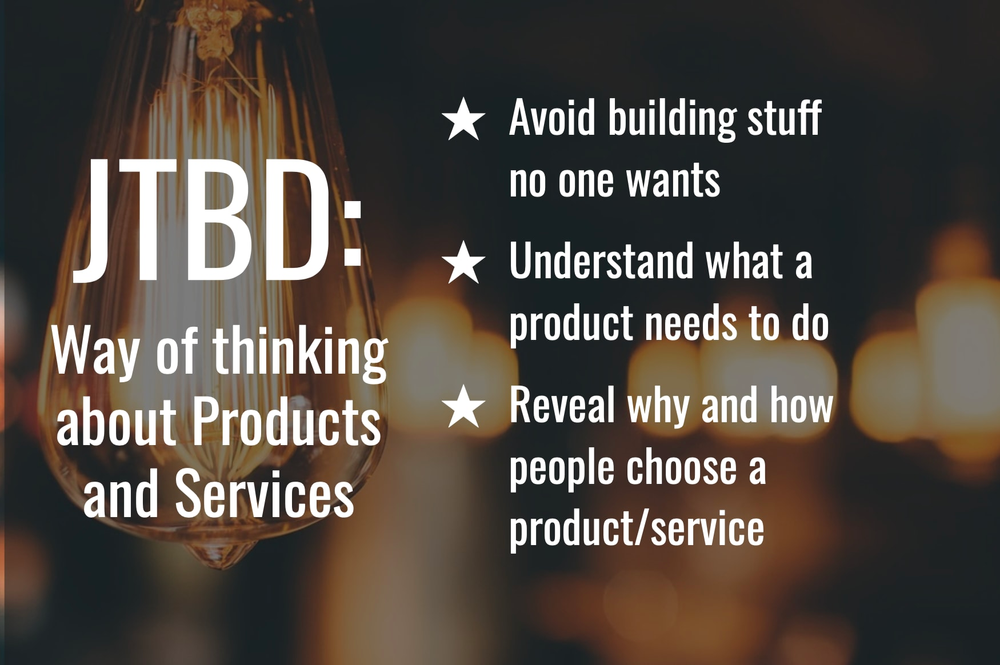 JTBD:
Way of thinking
about Products
and Services
★ Avoid building stuff
no one wants
★ Understand what a
product needs to do
★ Reveal why and how
people choose a
product/service